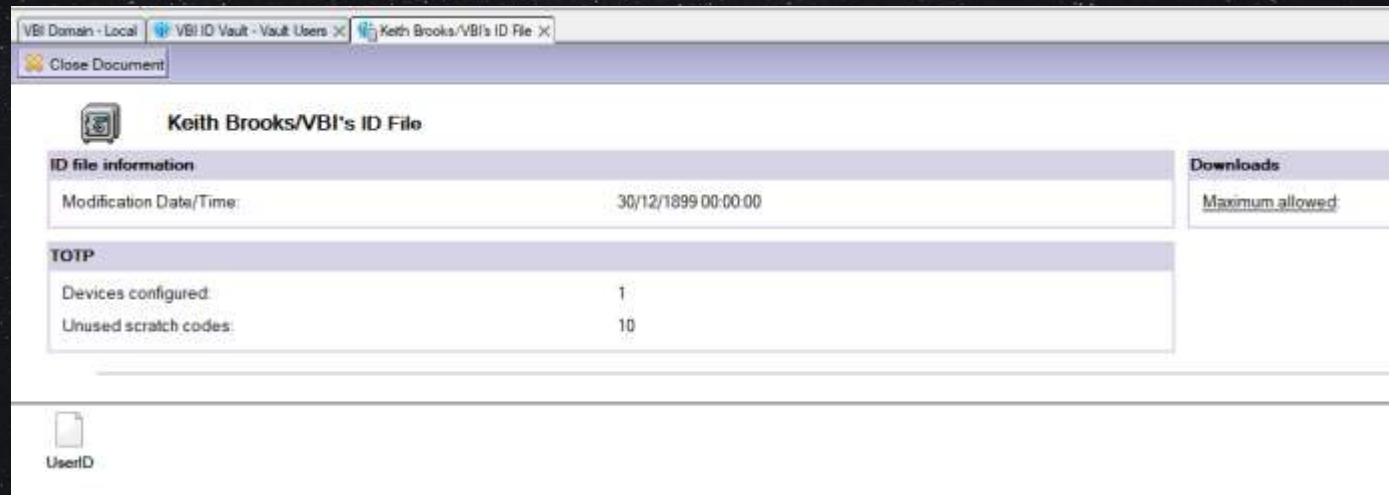 VBI Domain - Local VBI ID Vault - Vault Users Keith Brooks/VBI's ID File
Close Document
Keith Brooks/VBI's ID File
ID file information
Modification Date/Time: 30/12/1899 00:00:00
Downloads
Maximum allowed:
TOTP
Devices configured: 1
Unused scratch codes: 10
UserID